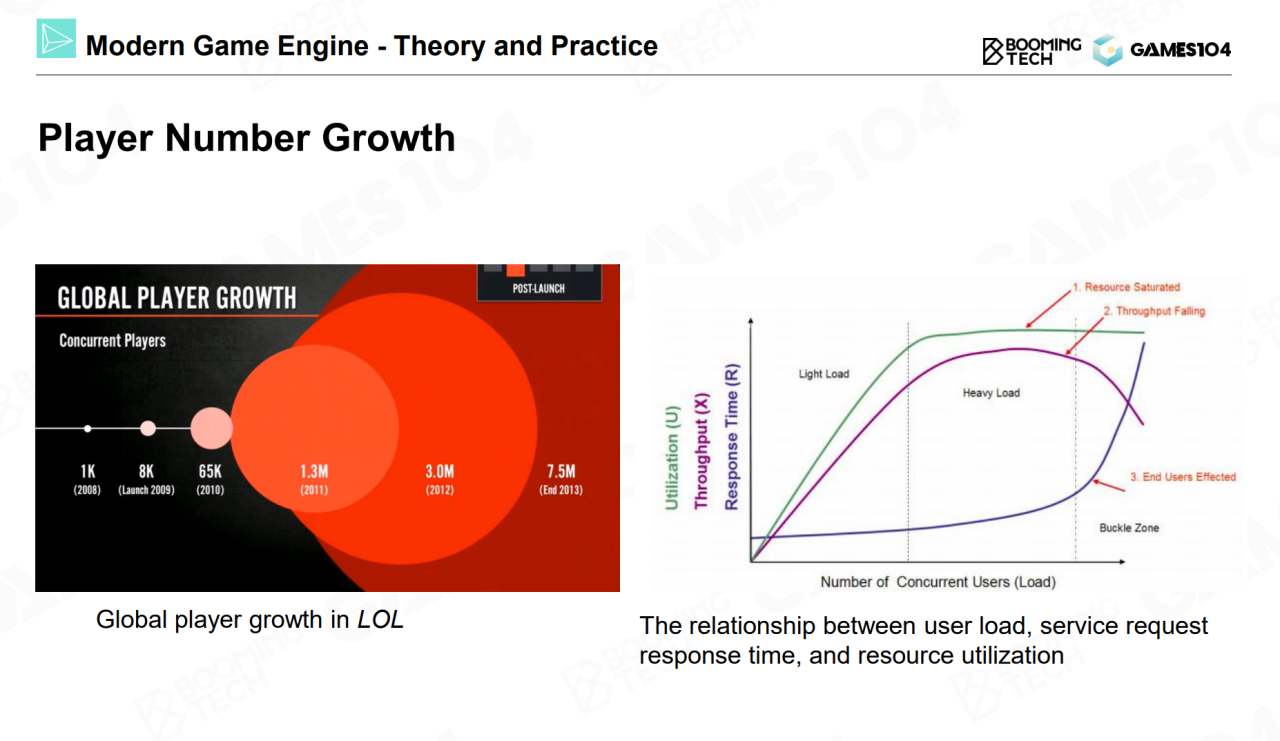 Modern Game Engine - Theory and Practice
BOOMING
TECH
GAMES104
Player Number Growth
GLOBAL PLAYER GROWTH
POST-LAUNCH
Concurrent Players
1K
(2008)
8K
(Launch 2009)
65K
(2010)
1.3M
(2011)
3.0M
(2012)
7.5M
(End 2013)
Global player growth in LOL
1. Resource Saturated
2. Throughput Falling
Light Load
Heavy Load
Utilization (U)
Throughput (X)
Response Time (R)
3. End Users Effected
Buckle Zone
Number of Concurrent Users (Load)
The relationship between user load, service request
response time, and resource utilization